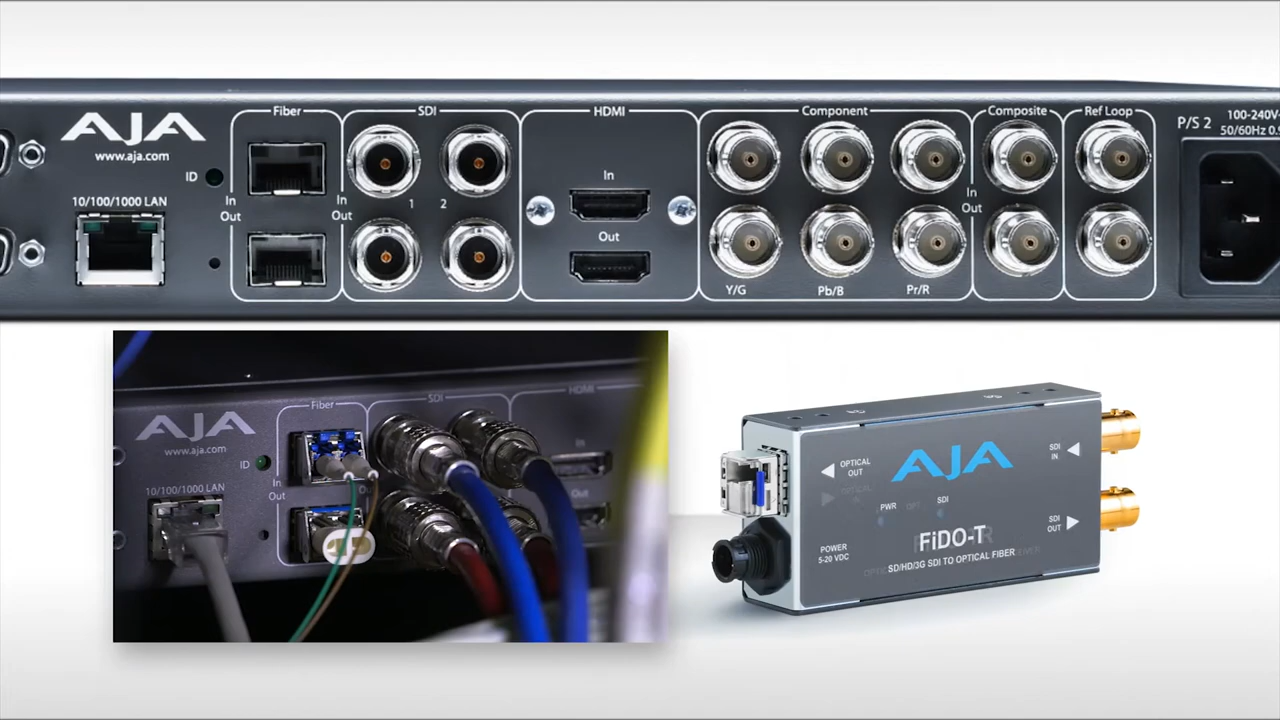 AJA
www.aja.com
10/100/1000 LAN
ID
Fiber
In
Out
SDI
In
Out
1 2
HDMI
In
Out
Component
Y/G Pb/B Pr/R
In
Out
Composite
Ref Loop
P/S 2
100-240V
50/60Hz
AJA
www.aja.com
10/100/1000 LAN
ID
Fiber
In
Out
SDI
HDMI
In
Out
AJA
OPTICAL
OUT
SDI
IN
PWR
SDI
SDI
OUT
POWER
5-20 VDC
FiDO-T
SD/HD/3G SDI TO OPTICAL FIBER